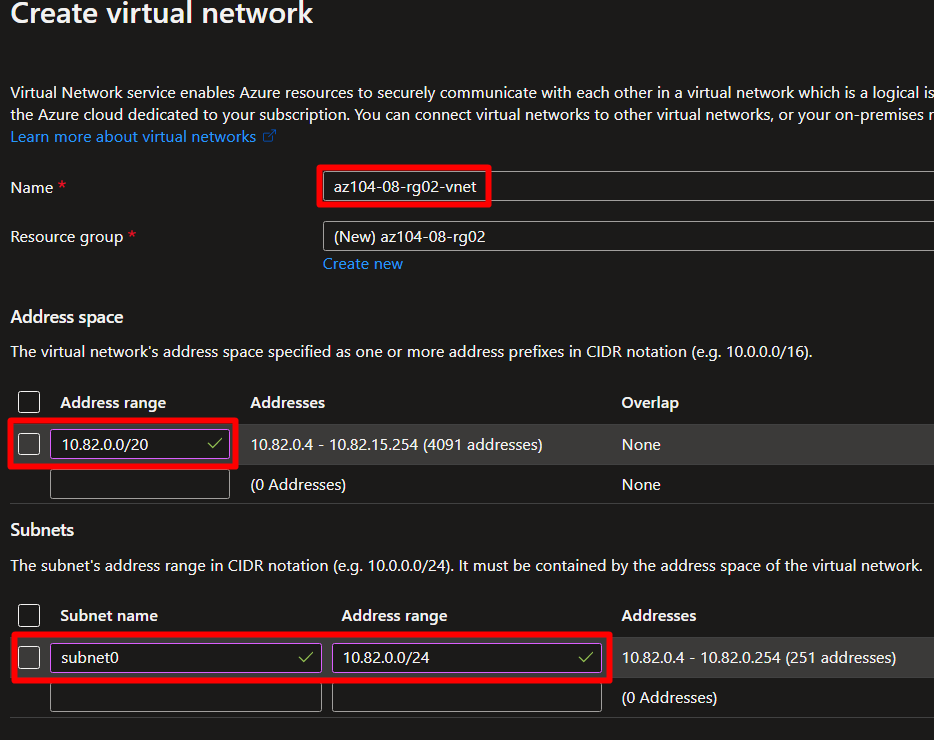 Create virtual network
Virtual Network service enables Azure resources to securely communicate with each other in a virtual network which is a logical is
the Azure cloud dedicated to your subscription. You can connect virtual networks to other virtual networks, or your on-premises
Learn more about virtual networks
Name *
az104-08-rg02-vnet
Resource group *
(New) az104-08-rg02
Create new
Address space
The virtual network's address space specified as one or more address prefixes in CIDR notation (e.g. 10.0.0.0/16).
Address range Addresses Overlap
10.82.0.0/20 10.82.0.4 - 10.82.15.254 (4091 addresses) None
(0 Addresses) None
Subnets
The subnet's address range in CIDR notation (e.g. 10.0.0.0/24). It must be contained by the address space of the virtual network.
Subnet name Address range Addresses
subnet0 10.82.0.0/24 10.82.0.4 - 10.82.0.254 (251 addresses)
(0 Addresses)